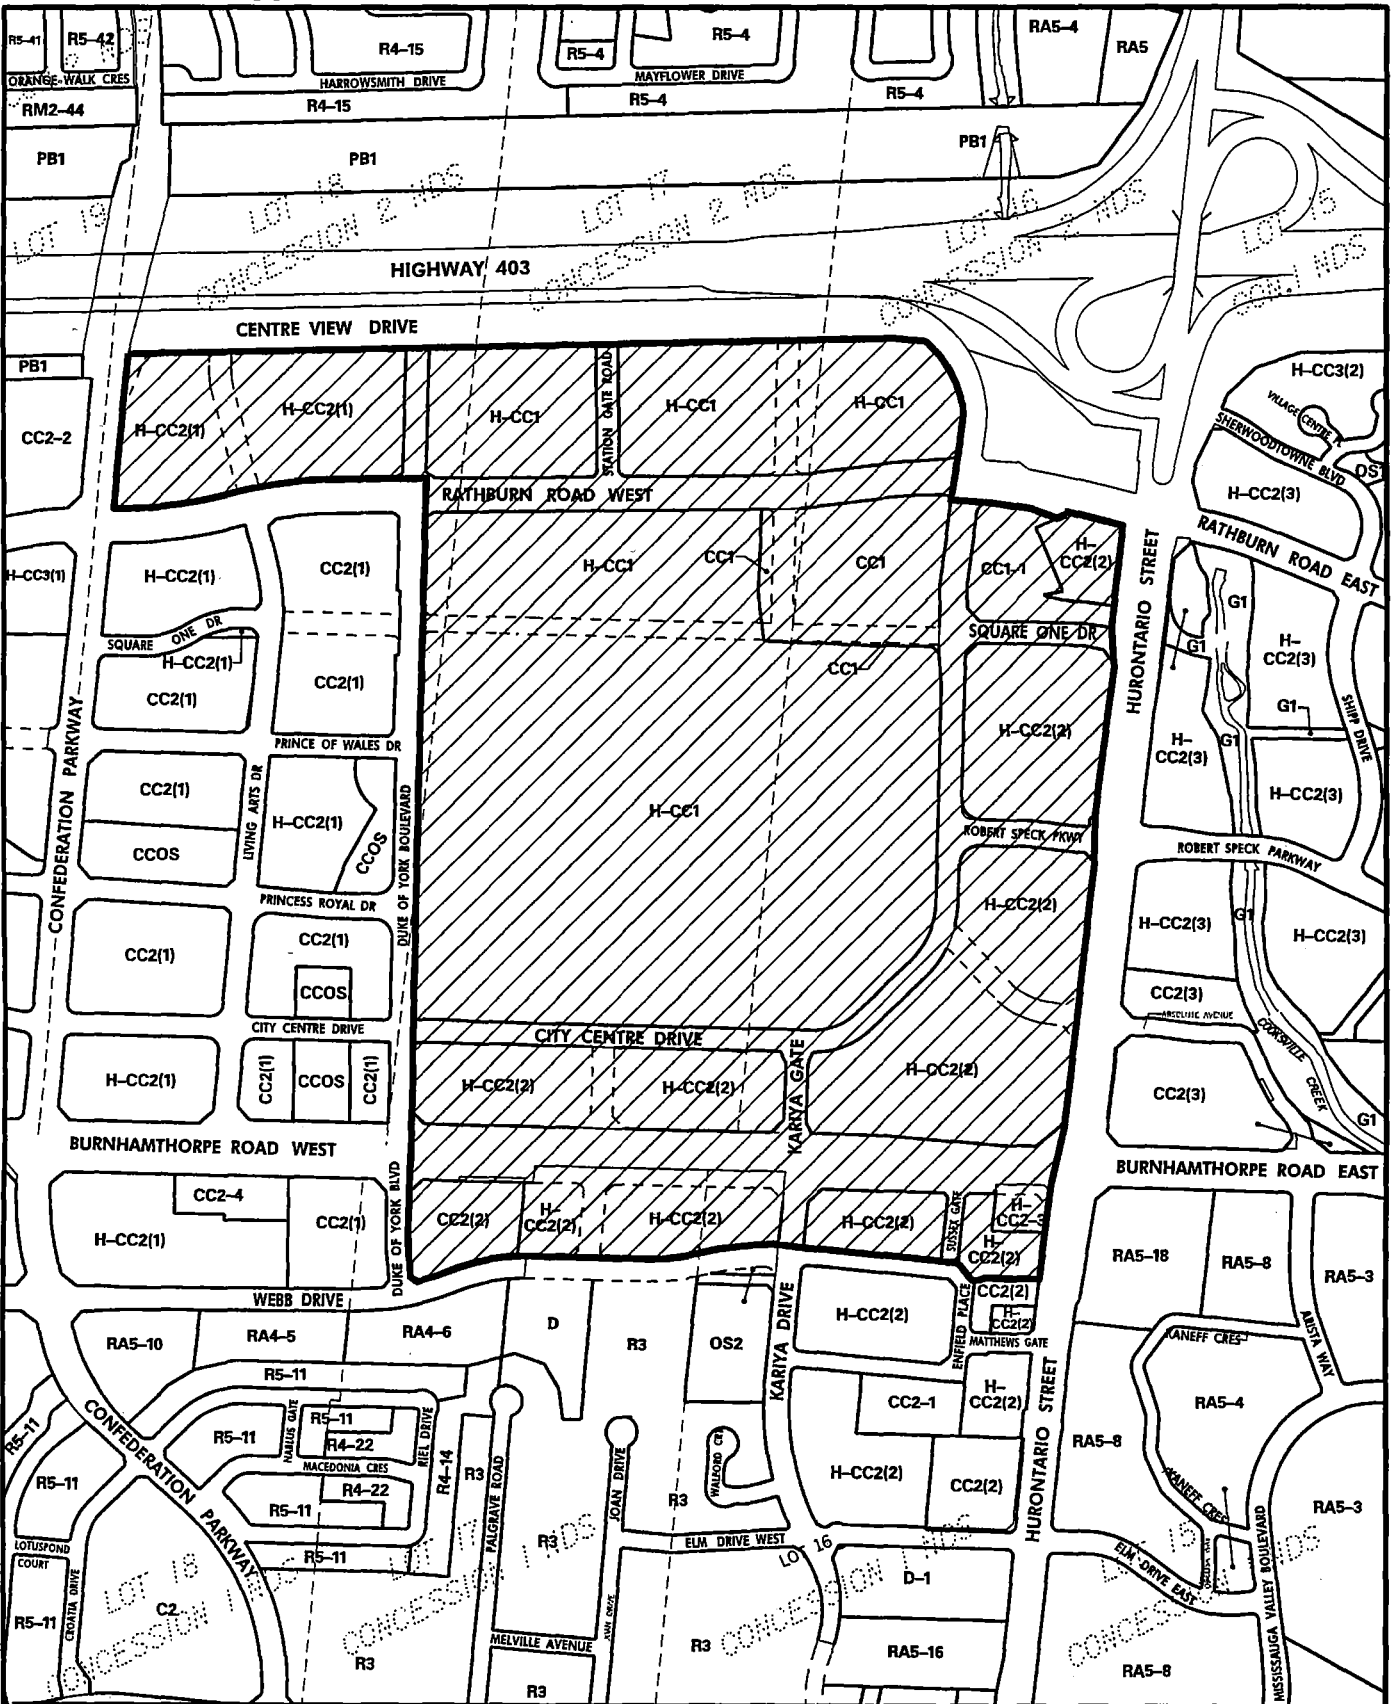 R5-41
R5-42
R4-15
R5-4
R5-4
RA5-4
RA5
ORANGE WALK CRES
HARROWSMITH DRIVE
MAYFLOWER DRIVE
RM2-44
R4-15
R5-4
R5-4
PB1
PB1
PB1
LOT 19
LOT 18
CONCESSION 2 NDS
LOT 17
CONCESSION 2 NDS
LOT 16
CONCESSION 2 NDS
LOT 15
CON. 1 NDS
HIGHWAY 403
CENTRE VIEW DRIVE
PB1
CC2-2
H-CC2(1)
H-CC2(1)
H-CC1
STATION GATE ROAD
H-CC1
H-CC1
H-CC3(2)
VILLAGE CENTRE PL
SHERWOODTOWNE BLVD
H-CC2(3)
RATHBURN ROAD WEST
RATHBURN ROAD EAST
H-CC3(1)
H-CC2(1)
CC2(1)
H-CC1
CC1
CC1
CC1-1
H-
CC2(2)
HURONTARIO STREET
G1
G1
H-
CC2(3)
SQUARE ONE DR
H-CC2(1)
CC2(1)
CC2(1)
CC1
SQUARE ONE DR
G1
SHIPP DRIVE
CONFEDERATION PARKWAY
PRINCE OF WALES DR
H-CC2(2)
H-
CC2(3)
G1
H-CC2(3)
CC2(1)
LIVING ARTS DR
H-CC2(1)
CCOS
DUKE OF YORK BOULEVARD
H-CC1
CCOS
ROBERT SPECK PKWY
ROBERT SPECK PARKWAY
PRINCESS ROYAL DR
H-CC2(2)
H-CC2(3)
G1
H-CC2(3)
CC2(1)
CC2(1)
CCOS
CC2(3)
ABSOLUTE AVENUE
CITY CENTRE DRIVE
CITY CENTRE DRIVE
KARIYA GATE
COOKSVILLE CREEK
H-CC2(1)
CC2(1)
CCOS
CC2(1)
H-CC2(2)
H-CC2(2)
H-CC2(2)
CC2(3)
G1
BURNHAMTHORPE ROAD WEST
BURNHAMTHORPE ROAD EAST
CC2-4
H-CC2(1)
CC2(1)
DUKE OF YORK BLVD
CC2(2)
H-
CC2(2)
H-CC2(2)
H-CC2(2)
SUSSEX GATE
H-
CC2-3
H-
CC2(2)
RA5-18
RA5-8
RA5-3
WEBB DRIVE
CC2(2)
H-
CC2(2)
MATTHEWS GATE
ENFIELD PLACE
H-CC2(2)
KARIYA DRIVE
RA5-10
RA4-5
RA4-6
D
R3
OS2
KANEFF CRES
ARISTA WAY
R5-11
CC2-1
H-
CC2(2)
HURONTARIO STREET
RA5-4
CONFEDERATION PARKWAY
R5-11
R5-11
NABLUS GATE
R5-11
R4-22
RIEL DRIVE
R4-14
MACEDONIA CRES
R4-22
R5-11
R5-11
R3
PALGRAVE ROAD
JOAN DRIVE
WALFORD CRES
R3
H-CC2(2)
CC2(2)
RA5-8
KANEFF CRES
RA5-3
R5-11
R3
ELM DRIVE WEST
LOT 16
ELM DRIVE EAST
MISSISSAUGA VALLEY BOULEVARD
LOTUSPOND
COURT
CROATIA DRIVE
R5-11
LOT 18
CONCESSION 1 NDS
C2
LOT 17
CONCESSION 1 NDS
CONCESSION 1 NDS
LOT 15
CONCESSION 1 NDS
D-1
MELVILLE AVENUE
R3
R3
R3
RA5-16
RA5-8